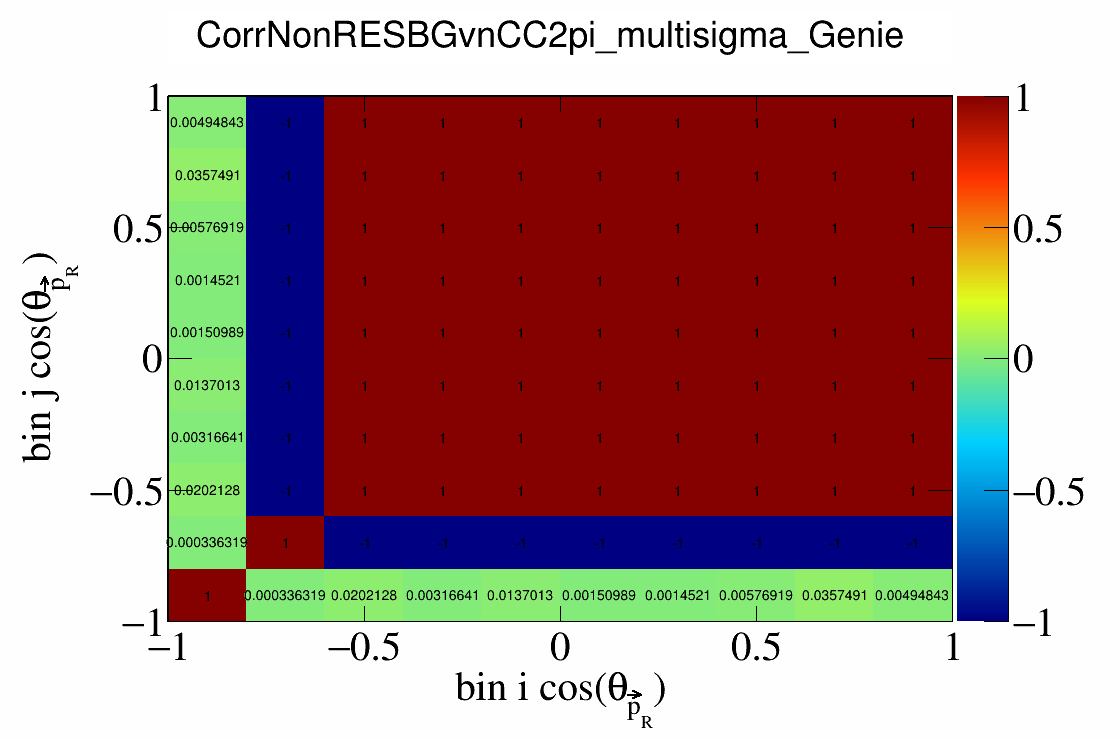 CorrNonRESBGvnCC2pi_multisigma_Genie
1
0.5
0
−0.5
−1
bin j cos(θ p⃗R)
0.00494843 -1 1 1 1 1 1 1 1 1
0.0357491 -1 1 1 1 1 1 1 1 1
0.00576919 -1 1 1 1 1 1 1 1 1
0.0014521 -1 1 1 1 1 1 1 1 1
0.00150989 -1 1 1 1 1 1 1 1 1
0.0137013 -1 1 1 1 1 1 1 1 1
0.00316641 -1 1 1 1 1 1 1 1 1
0.0202128 -1 1 1 1 1 1 1 1 1
0.000336319 1 -1 -1 -1 -1 -1 -1 -1 -1
1 0.000336319 0.0202128 0.00316641 0.0137013 0.00150989 0.0014521 0.00576919 0.0357491 0.00494843
−1 −0.5 0 0.5 1
bin i cos(θ p⃗R)
1
0.5
0
−0.5
−1